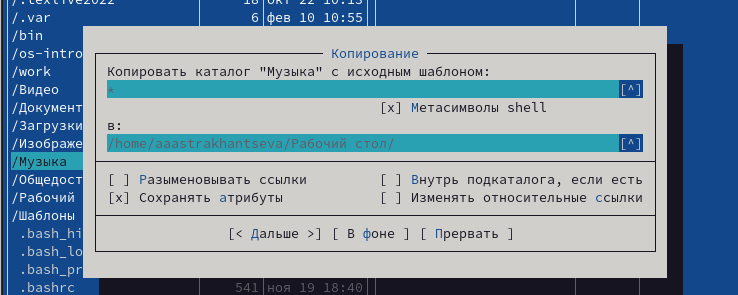 /.texlive2022 18 окт 22 10:15
/.var 6 фев 10 10:55
/bin
/os-intro
/work
/Видео
/Документ
/Загрузки
/Изображе
/Музыка
/Общедост
/Рабочий
/Шаблоны
.bash_hi
.bash_lo
.bash_pr
.bashrc 541 ноя 19 18:40
Копирование
Копировать каталог "Музыка" с исходным шаблоном:
* [^]
[x] Метасимволы shell
в:
/home/aaastrakhantseva/Рабочий стол/ [^]
[ ] Разыменовывать ссылки [ ] Внутрь подкаталога, если есть
[x] Сохранять атрибуты [ ] Изменять относительные ссылки
[< Дальше >] [ В фоне ] [ Прервать ]